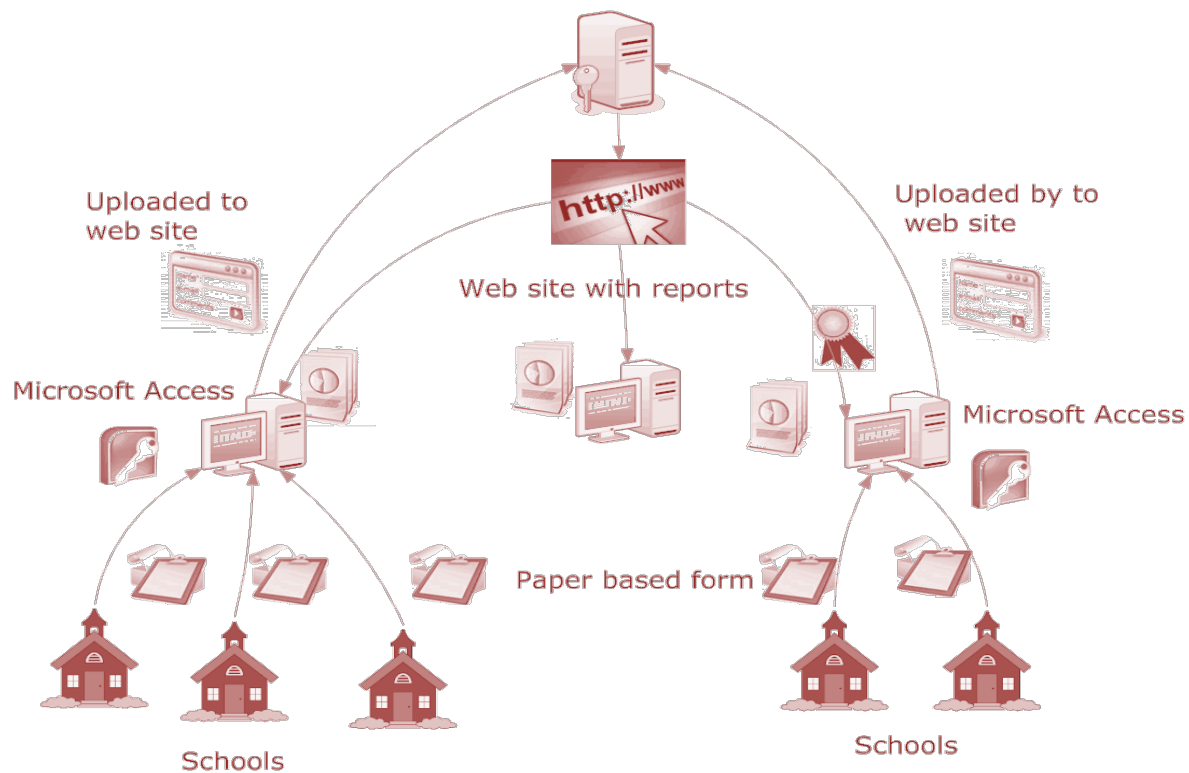 http://www
Uploaded to
web site
Uploaded by to
web site
Web site with reports
Microsoft Access
Microsoft Access
Paper based form
Schools
Schools